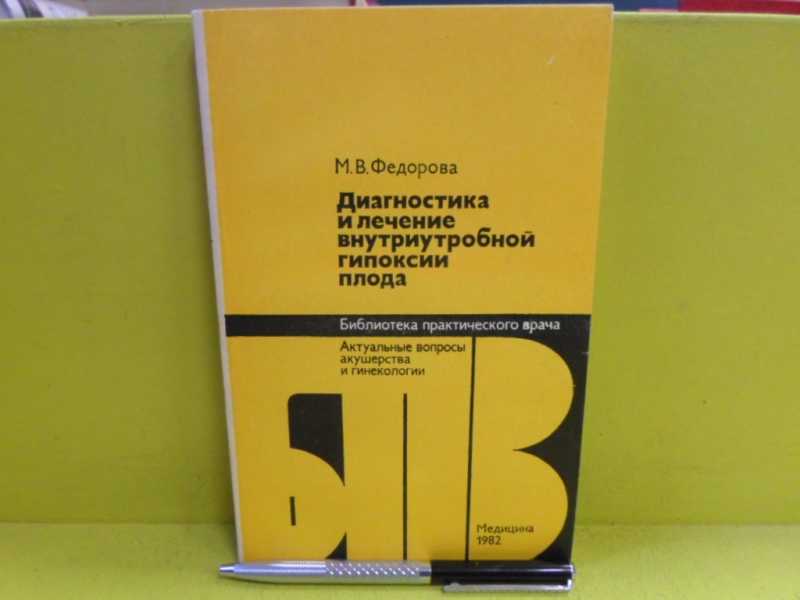 М.В.Федорова
Диагностика
и лечение
внутриутробной
гипоксии
плода
Библиотека практического врача
Актуальные вопросы
акушерства
и гинекологии
БПВ
Медицина
1982